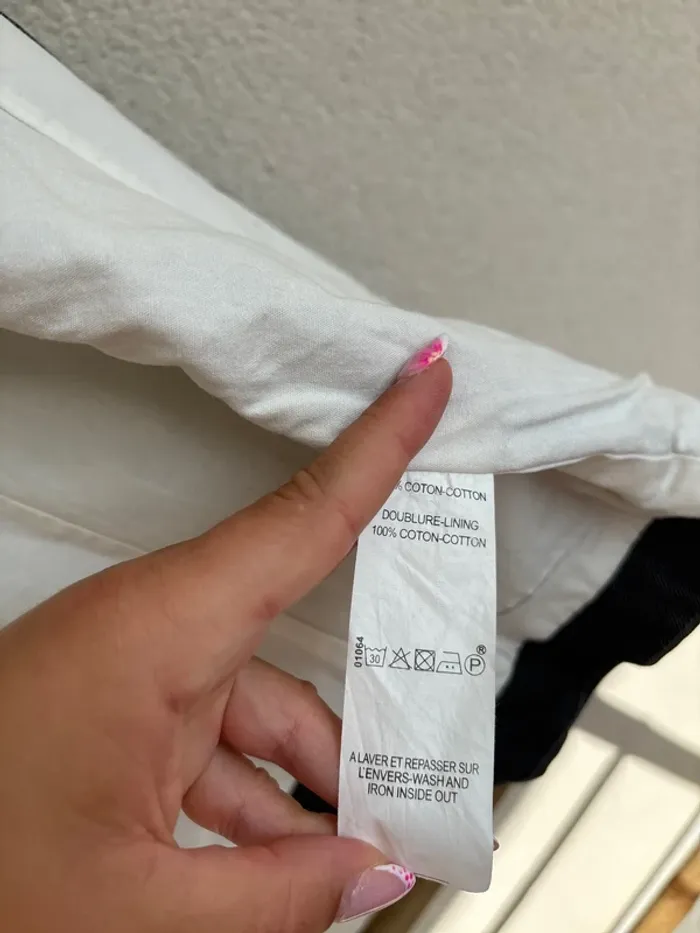 % COTON-COTTON
DOUBLURE-LINING
100% COTON-COTTON
01064
30
P
®
A LAVER ET REPASSER SUR
L'ENVERS-WASH AND
IRON INSIDE OUT